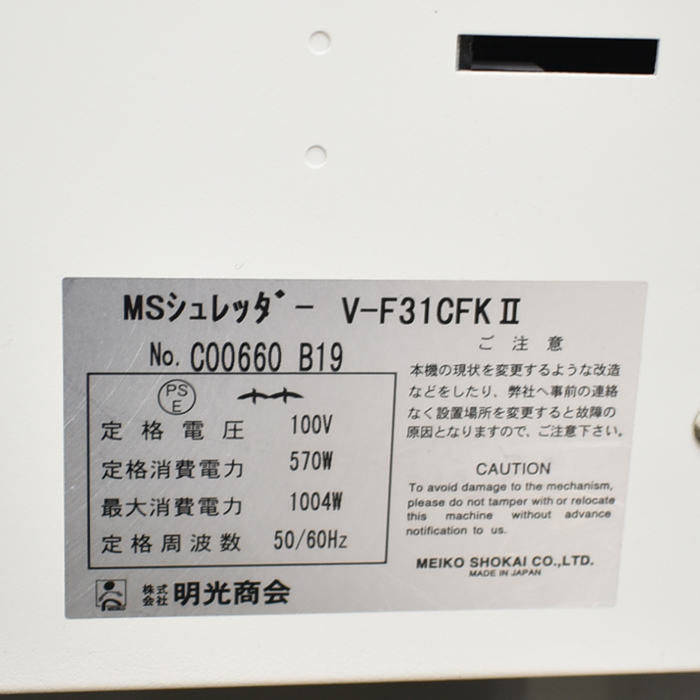 MSシュレッダー V-F31CFKⅡ
No. C00660 B19
PS
E
定格電圧 100V
定格消費電力 570W
最大消費電力 1004W
定格周波数 50/60Hz
株式
会社 明光商会
ご注意
本機の現状を変更するような改造
などをしたり、弊社へ事前の連絡
なく設置場所を変更すると故障の
原因となりますので、ご注意下さい。
CAUTION
To avoid damage to the mechanism,
please do not tamper with or relocate
this machine without advance
notification to us.
MEIKO SHOKAI CO.,LTD.
MADE IN JAPAN